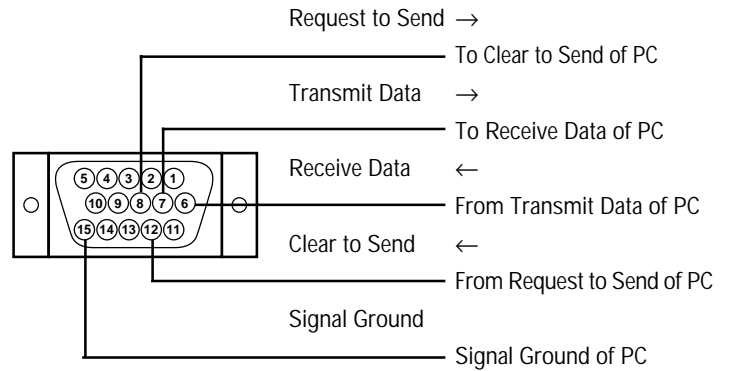 Request to Send →
To Clear to Send of PC
Transmit Data →
To Receive Data of PC
Receive Data ←
From Transmit Data of PC
Clear to Send ←
From Request to Send of PC
Signal Ground
Signal Ground of PC
5 4 3 2 1
10 9 8 7 6
15 14 13 12 11